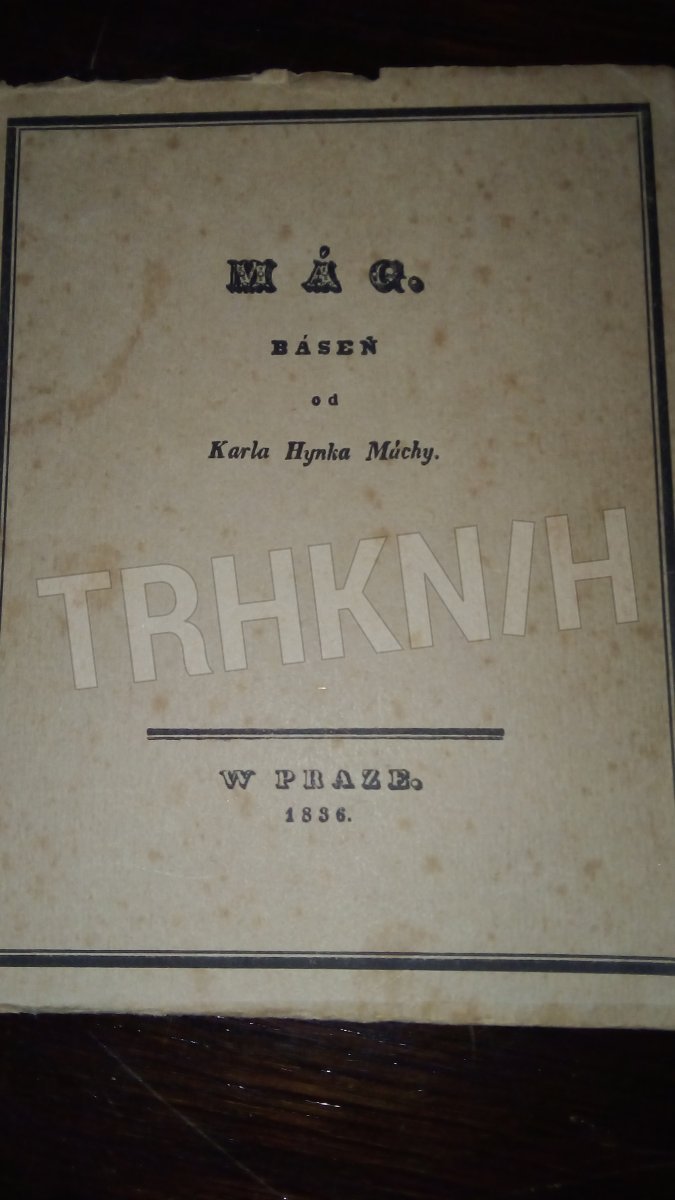 MÁG.
BÁSEŇ
od
Karla Hynka Máchy.
TRHKNIH
W PRAZE.
1836.